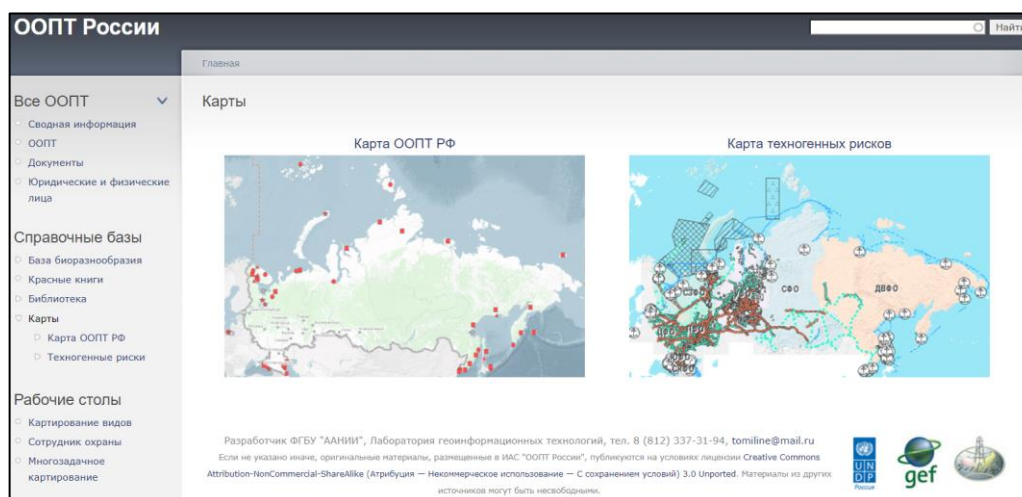 ООПТ России
Найти
Главная
Все ООПТ
Сводная информация
ООПТ
Документы
Юридические и физические
лица
Справочные базы
База биоразнообразия
Красные книги
Библиотека
Карты
Карта ООПТ РФ
Техногенные риски
Рабочие столы
Картирование видов
Сотрудник охраны
Многозадачное
картирование
Карты
Карта ООПТ РФ
Карта техногенных рисков
СЗФО
СФО
ДВФО
Разработчик ФГБУ "ААНИИ", Лаборатория геоинформационных технологий, тел. 8 (812) 337-31-94, tomiline@mail.ru
Если не указано иначе, оригинальные материалы, размещенные в ИАС "ООПТ России", публикуются на условиях лицензии Creative Commons
Attribution-NonCommercial-ShareAlike (Атрибуция — Некоммерческое использование — С сохранением условий) 3.0 Unported. Материалы из других
источников могут быть несвободными.
U N
D P
Россия
gef